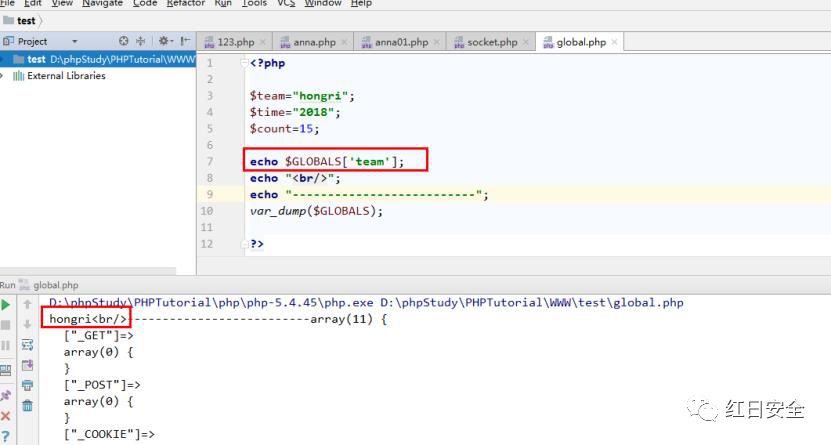 File Edit View Navigate Code Refactor Run Tools VCS Window Help
test
Project
123.php
anna.php
anna01.php
socket.php
global.php
test D:\phpStudy\PHPTutorial\WWW
External Libraries
1 <?php
2
3 $team="hongri";
4 $time="2018";
5 $count=15;
6
7 echo $GLOBALS['team'];
8 echo "<br/>";
9 echo "--------------------------";
10 var_dump($GLOBALS);
11
12 ?>
Run global.php
D:\phpStudy\PHPTutorial\php\php-5.4.45\php.exe D:\phpStudy\PHPTutorial\WWW\test\global.php
hongri<br/>--------------------------array(11) {
["_GET"]=>
array(0) {
}
["_POST"]=>
array(0) {
}
["_COOKIE"]=>
红日安全